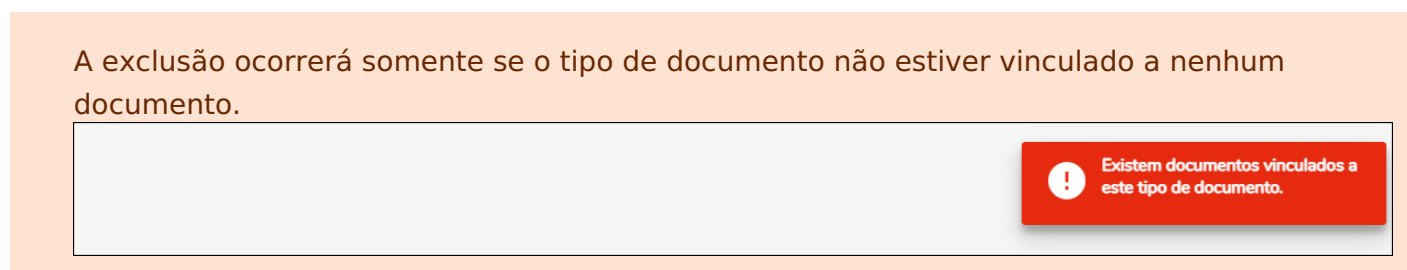 A exclusão ocorrerá somente se o tipo de documento não estiver vinculado a nenhum
documento.
Existem documentos vinculados a
este tipo de documento.